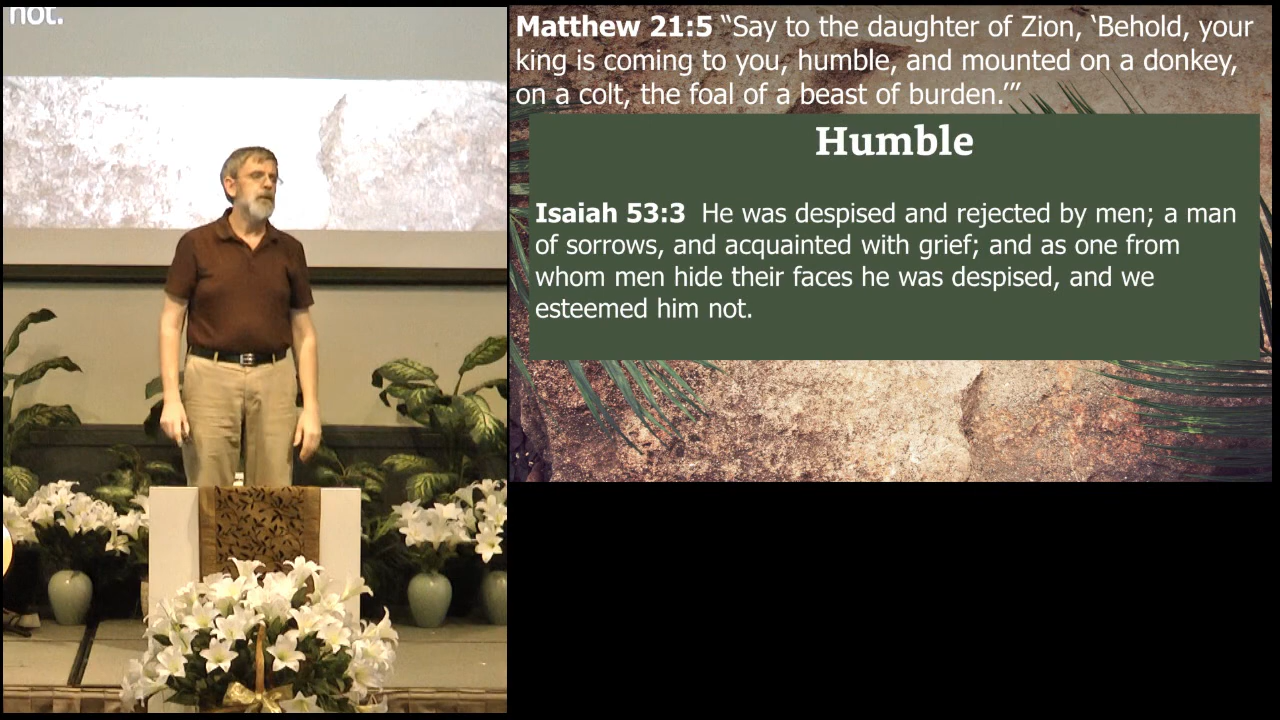 not.
Matthew 21:5 “Say to the daughter of Zion, ‘Behold, your
king is coming to you, humble, and mounted on a donkey,
on a colt, the foal of a beast of burden.’”
Humble
Isaiah 53:3 He was despised and rejected by men; a man
of sorrows, and acquainted with grief; and as one from
whom men hide their faces he was despised, and we
esteemed him not.